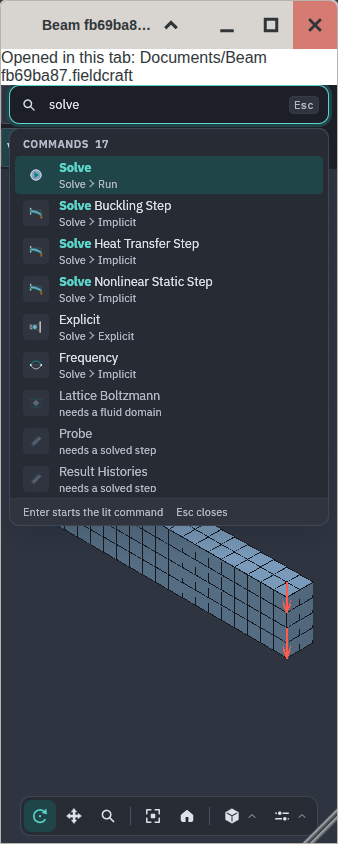 Beam fb69ba8...
Opened in this tab: Documents/Beam
fb69ba87.fieldcraft
solve
Esc
COMMANDS 17
Solve
Solve > Run
Solve Buckling Step
Solve > Implicit
Solve Heat Transfer Step
Solve > Implicit
Solve Nonlinear Static Step
Solve > Implicit
Explicit
Solve > Explicit
Frequency
Solve > Implicit
Lattice Boltzmann
needs a fluid domain
Probe
needs a solved step
Result Histories
needs a solved step
Enter starts the lit command Esc closes